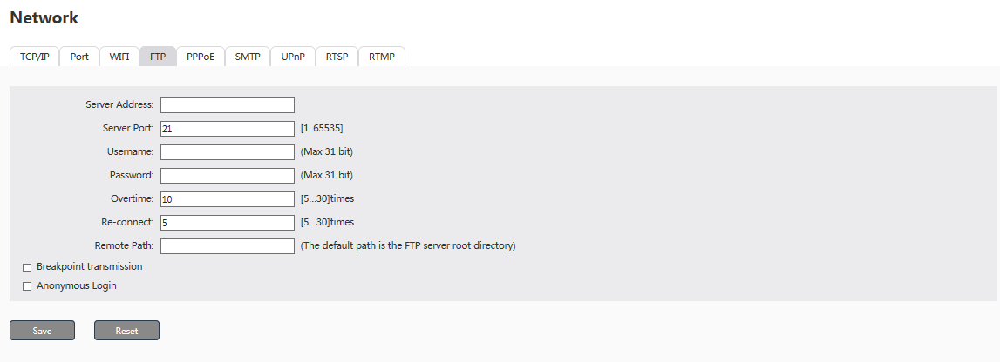 Network
TCP/IP Port WIFI FTP PPPoE SMTP UPnP RTSP RTMP
Server Address:
Server Port: 21 [1..65535]
Username: (Max 31 bit)
Password: (Max 31 bit)
Overtime: 10 [5...30]times
Re-connect: 5 [5...30]times
Remote Path: (The default path is the FTP server root directory)
Breakpoint transmission
Anonymous Login
Save Reset